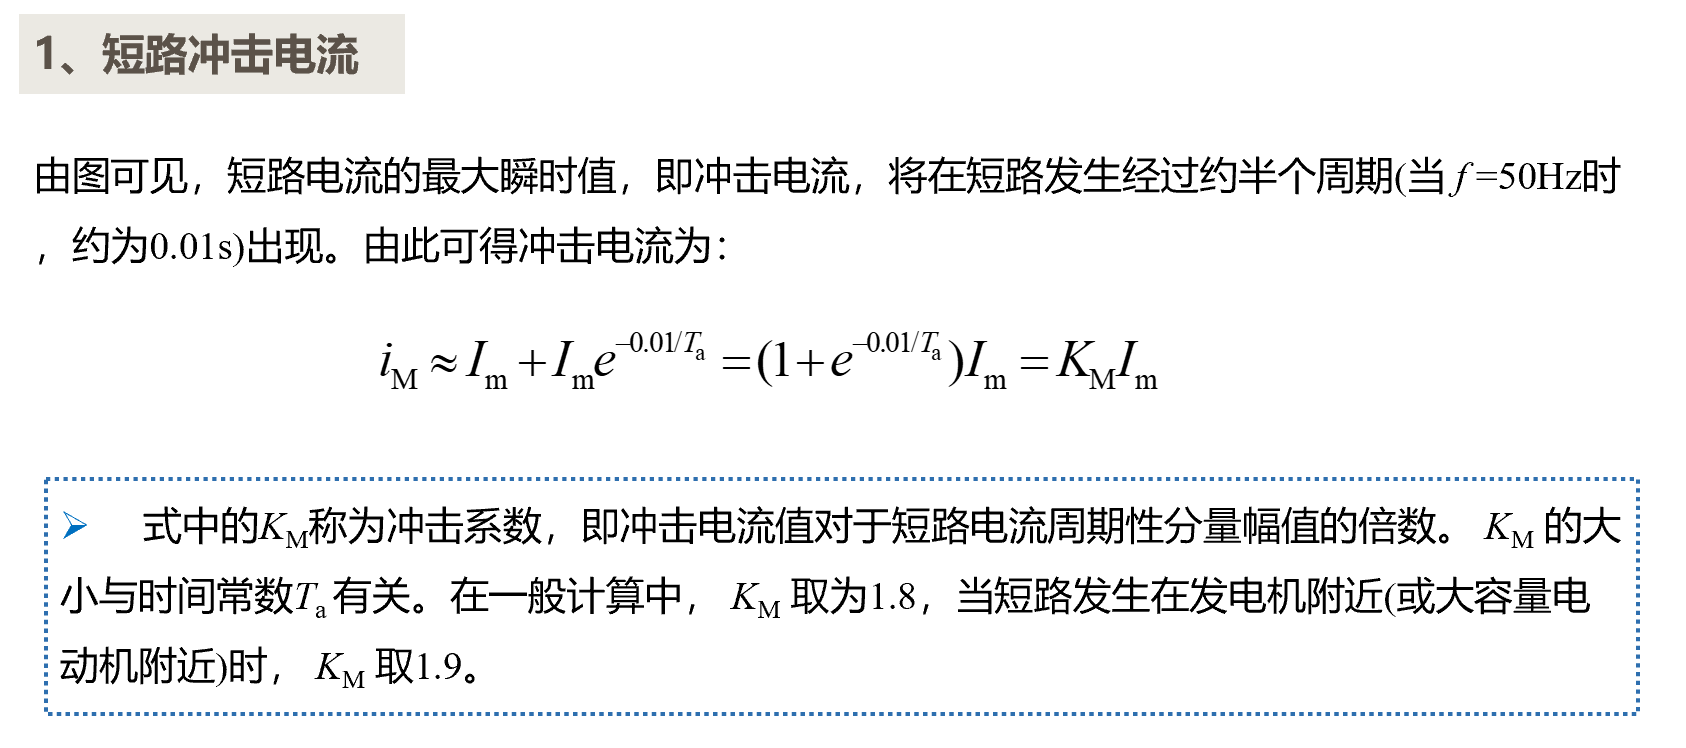 1、短路冲击电流
由图可见，短路电流的最大瞬时值，即冲击电流，将在短路发生经过约半个周期(当f=50Hz时
，约为0.01s)出现。由此可得冲击电流为：
i_M ≈ I_m + I_m e^{-0.01/T_a} = (1+e^{-0.01/T_a})I_m = K_M I_m
➢ 式中的K_M称为冲击系数，即冲击电流值对于短路电流周期性分量幅值的倍数。 K_M 的大
小与时间常数T_a 有关。在一般计算中， K_M 取为1.8，当短路发生在发电机附近(或大容量电
动机附近)时， K_M 取1.9。